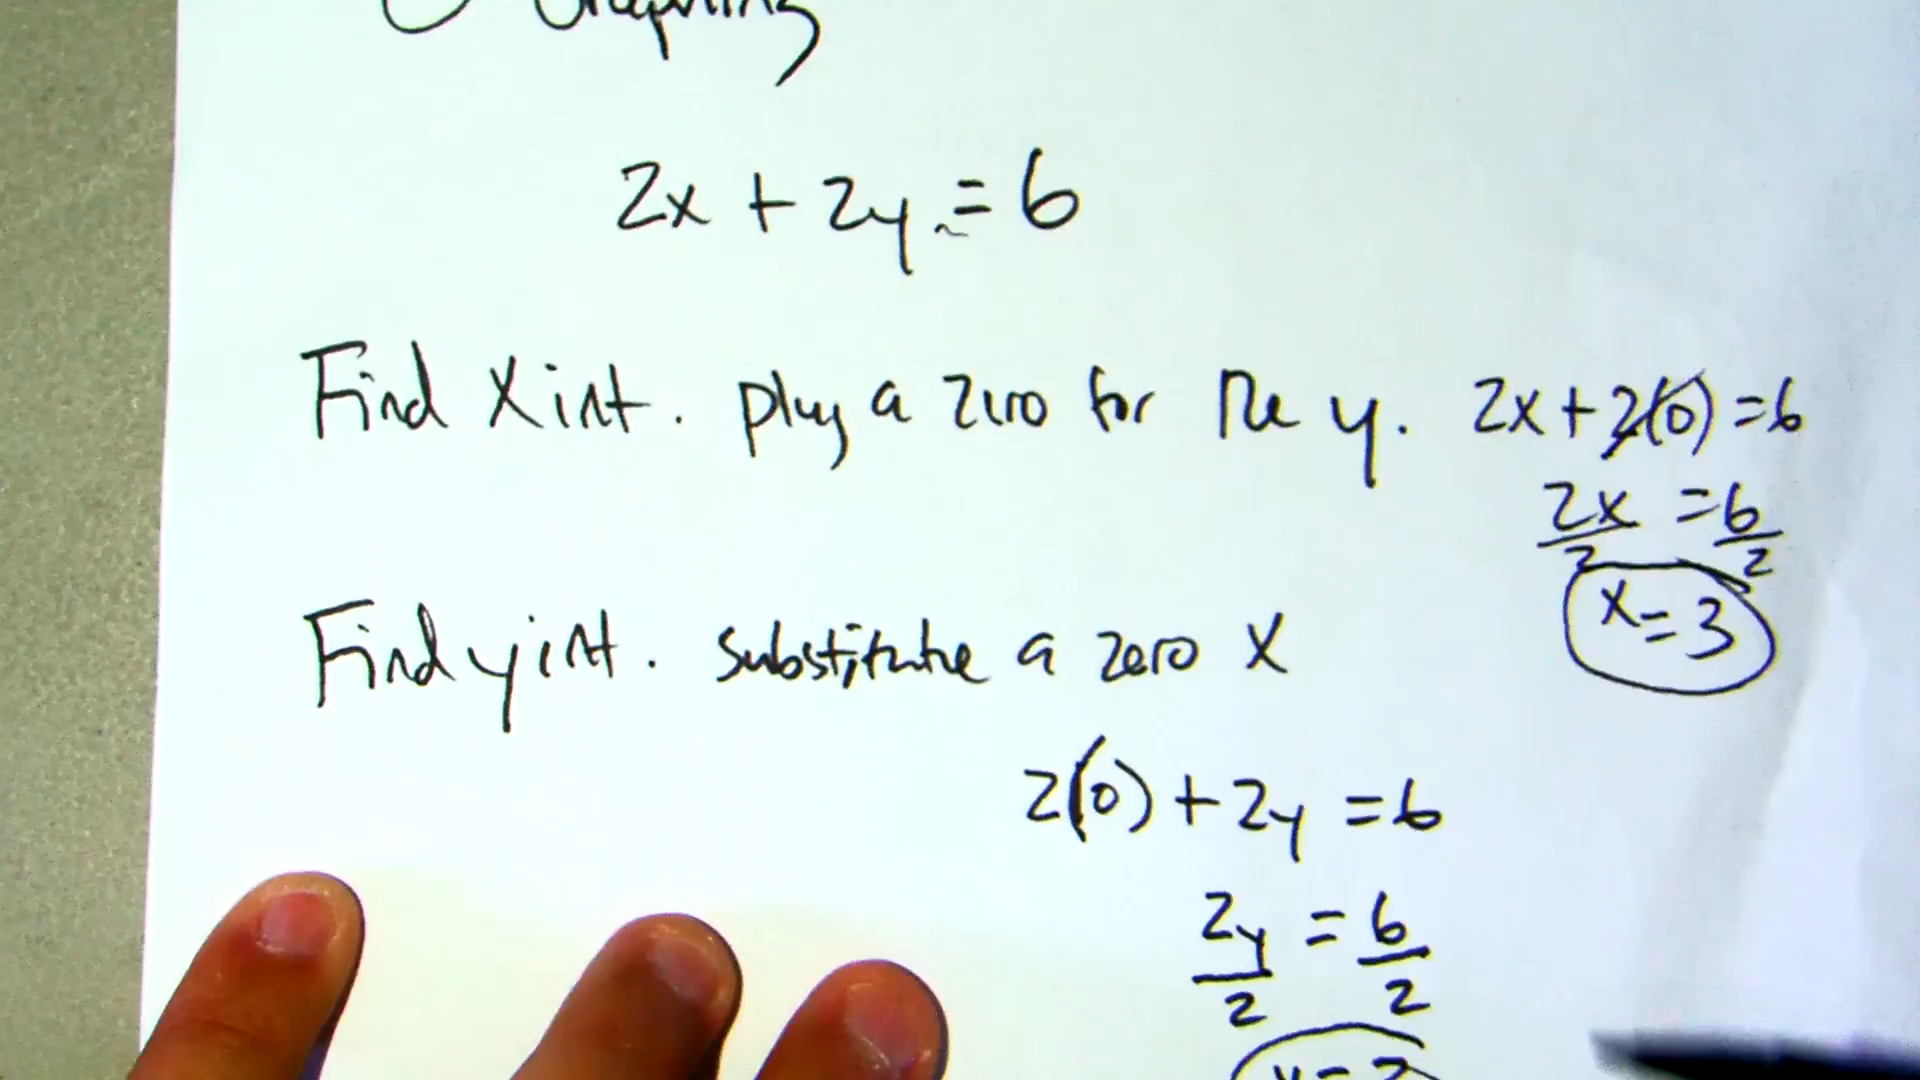 Graphing
2x + 2y = 6
Find x int. plug a zero for the y. 2x + 2(0) = 6
2x = 6
2 2
x = 3
Find y int. substitute a zero x
2(0) + 2y = 6
2y = 6
2 2